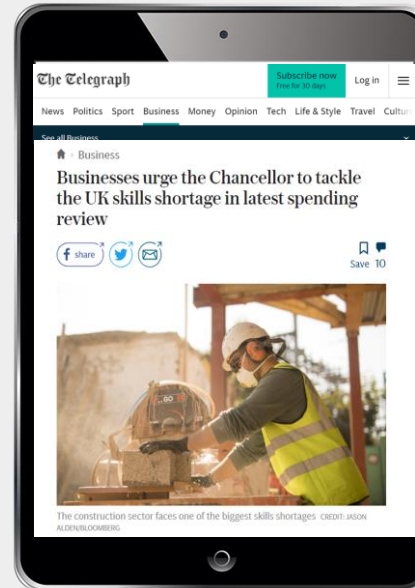 The Telegraph
Subscribe now
Free for 30 days
Log in
News Politics Sport Business Money Opinion Tech Life & Style Travel Cultur
See all Business
Business
Businesses urge the Chancellor to tackle
the UK skills shortage in latest spending
review
share
Save 10
...GO
The construction sector faces one of the biggest skills shortages CREDIT: JASON
ALDEN/BLOOMBERG